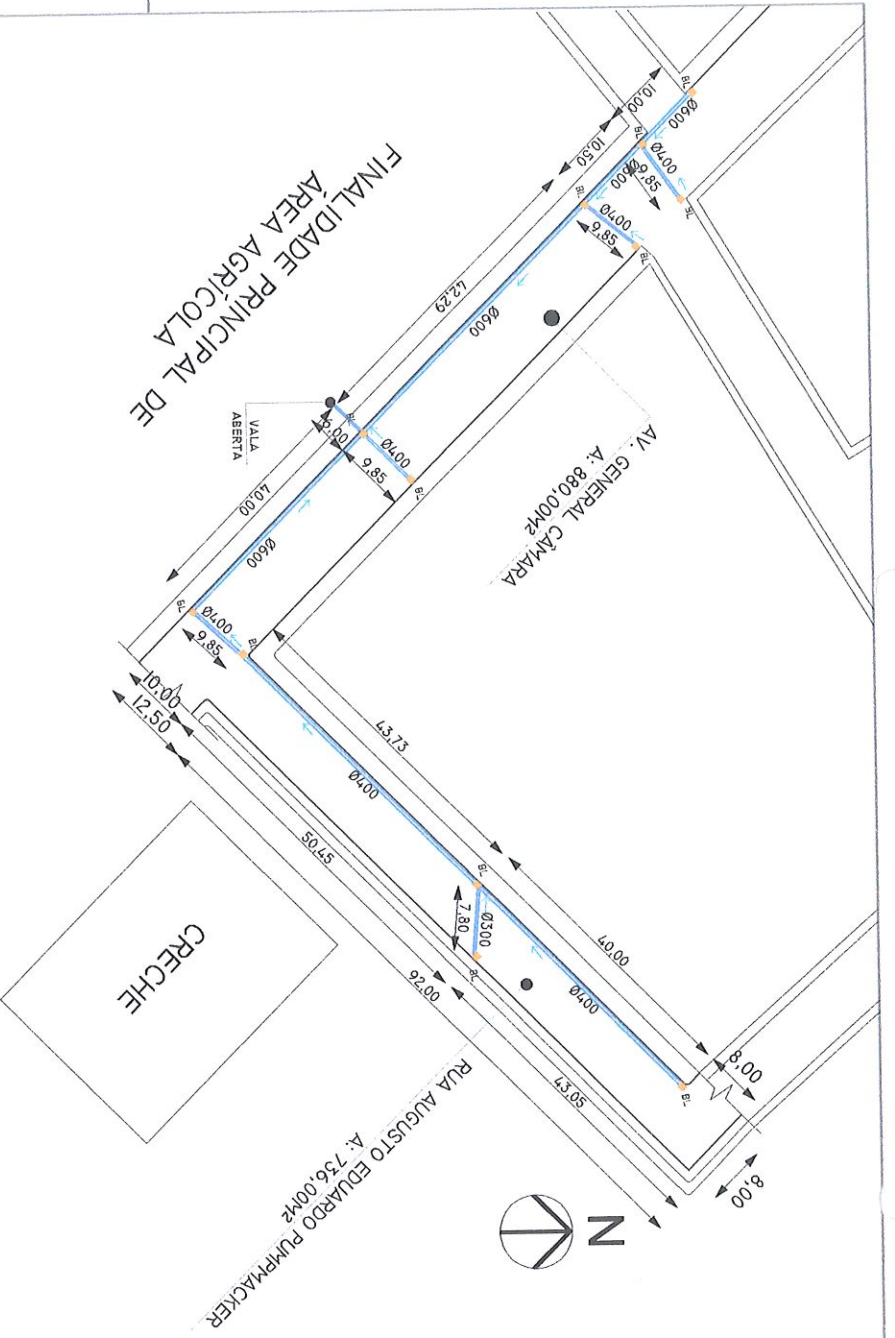 BL
Ø600
10,00
BL
Ø400
9,85
BL
10,50
Ø600
BL
Ø400
9,85
BL
42,29
Ø600
FINALIDADE PRÍNCIPAL DE
ÁREA AGRÍCOLA
AV. GENERAL CÂMARA
A: 880,00M²
VALA
ABERTA
BL
6,00
Ø400
9,85
BL
40,00
Ø600
BL
Ø400
9,85
BL
10,00
12,50
43,73
Ø400
50,45
BL
Ø300
7,80
BL
40,00
Ø400
92,00
43,05
BL
8,00
8,00
CRECHE
RUA AUGUSTO EDUARDO PUMPMACKER
A: 736,00M²
N